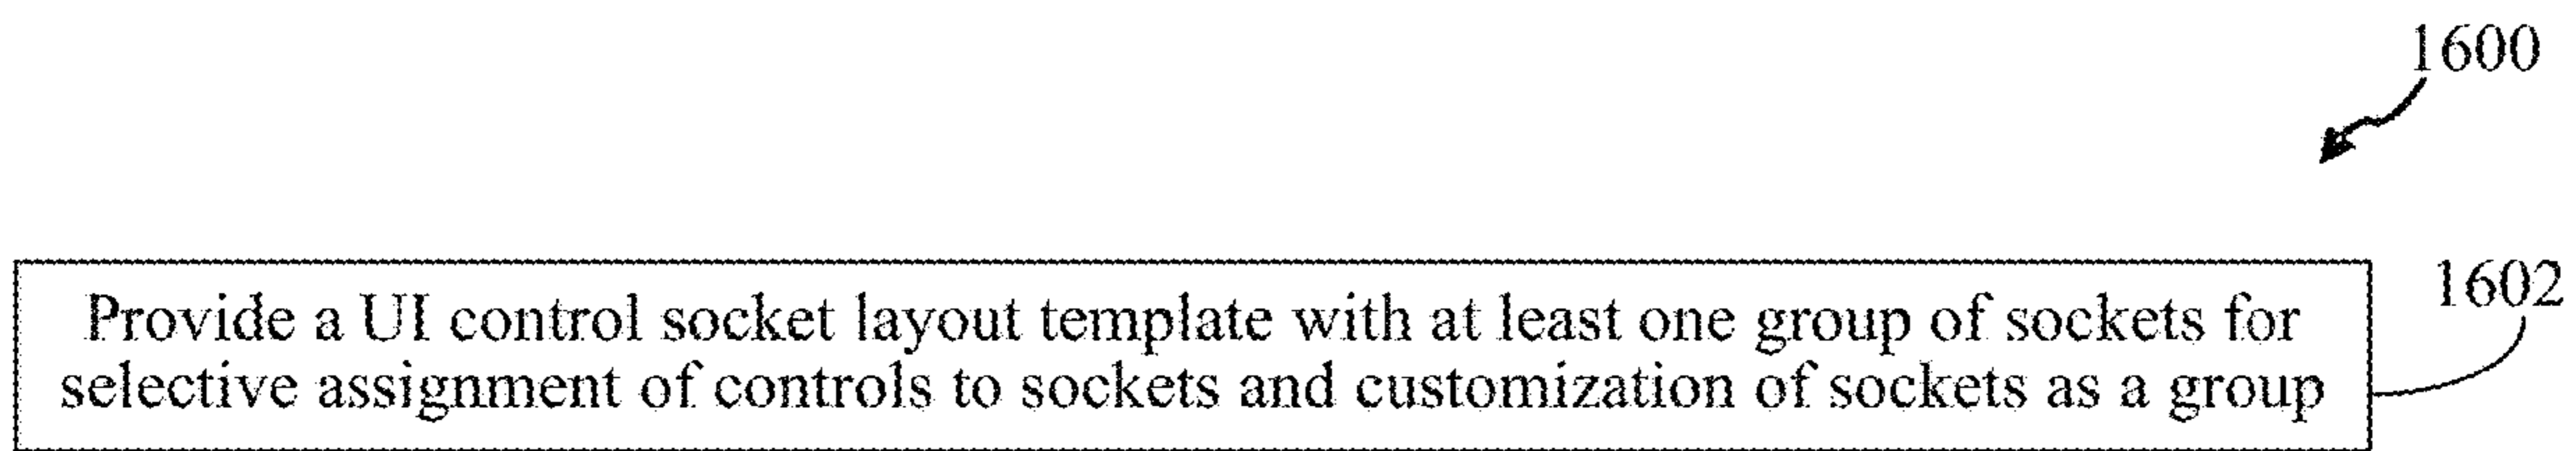 1600
Provide a UI control socket layout template with at least one group of sockets for
selective assignment of controls to sockets and customization of sockets as a group
1602